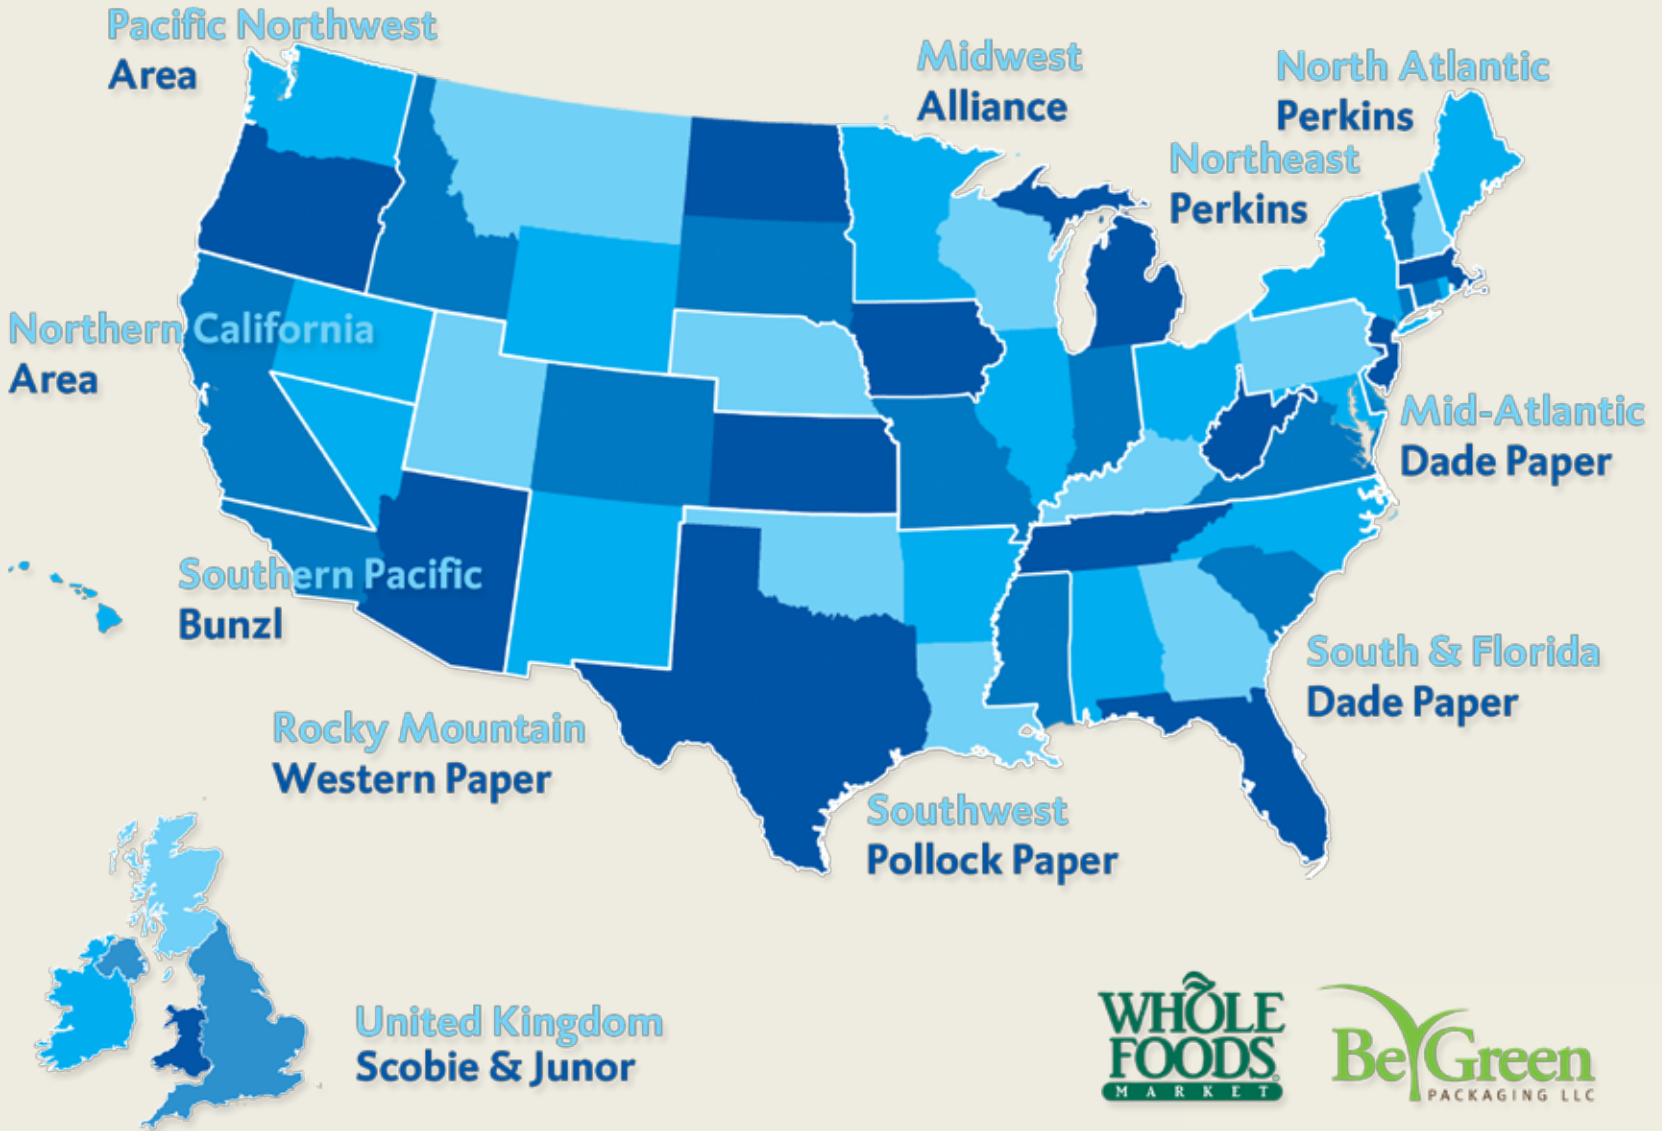 Pacific Northwest
Area
Midwest
Alliance
North Atlantic
Perkins
Northeast
Perkins
Northern California
Area
Mid-Atlantic
Dade Paper
Southern Pacific
Bunzl
South & Florida
Dade Paper
Rocky Mountain
Western Paper
Southwest
Pollock Paper
United Kingdom
Scobie & Junor
WHOLE
FOODS
MARKET
BeGreen
PACKAGING LLC